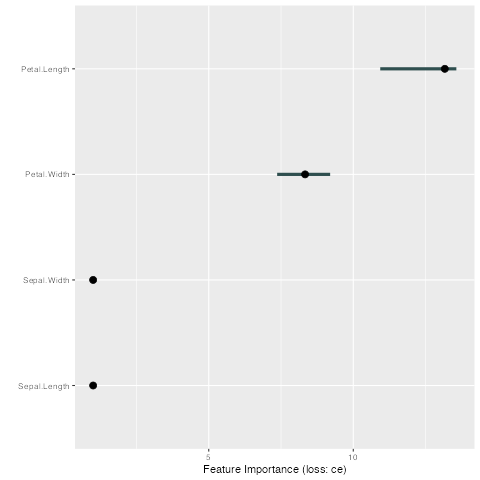 Petal.Length
Petal.Width
Sepal.Width
Sepal.Length
5
10
Feature Importance (loss: ce)